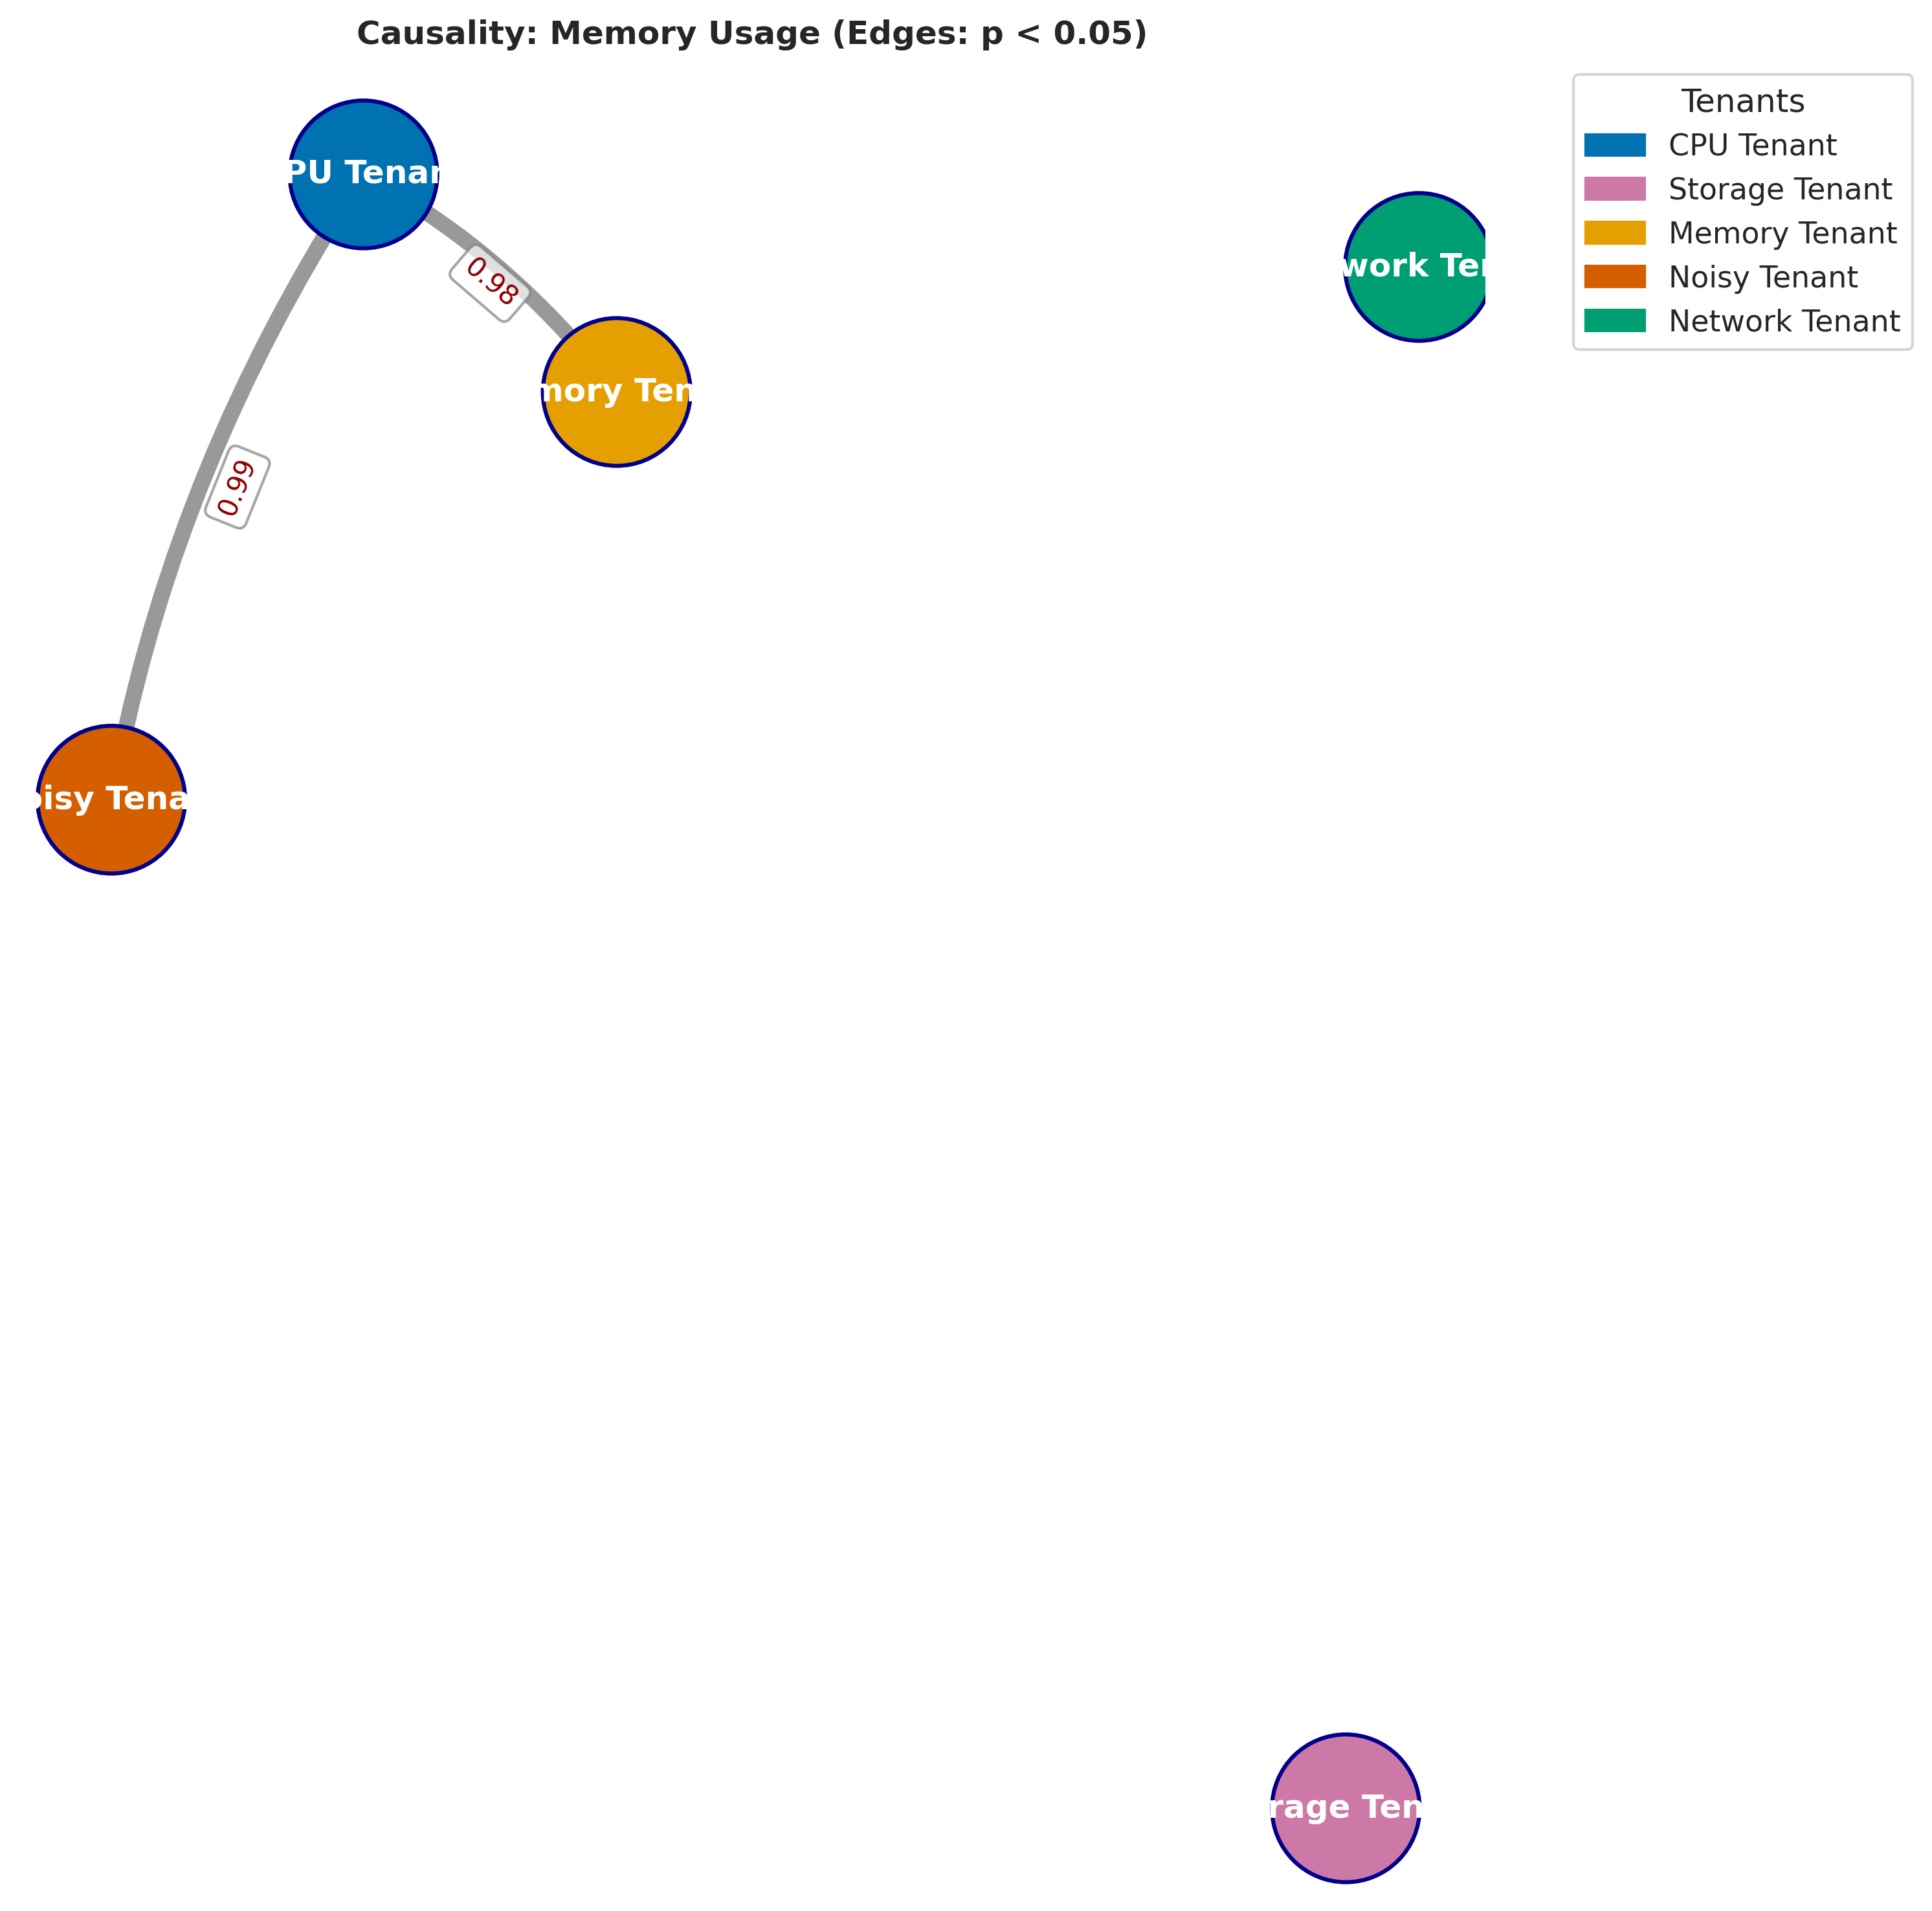 Causality: Memory Usage (Edges: p < 0.05)
Tenants
CPU Tenant
Storage Tenant
Memory Tenant
Noisy Tenant
Network Tenant
PU Tenan
work Ten
0.98
mory Ten
0.99
oisy Tena
rage Ten